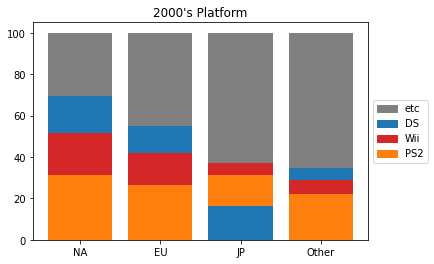 2000's Platform
100
80
60
40
20
0
NA
EU
JP
Other
etc
DS
Wii
PS2